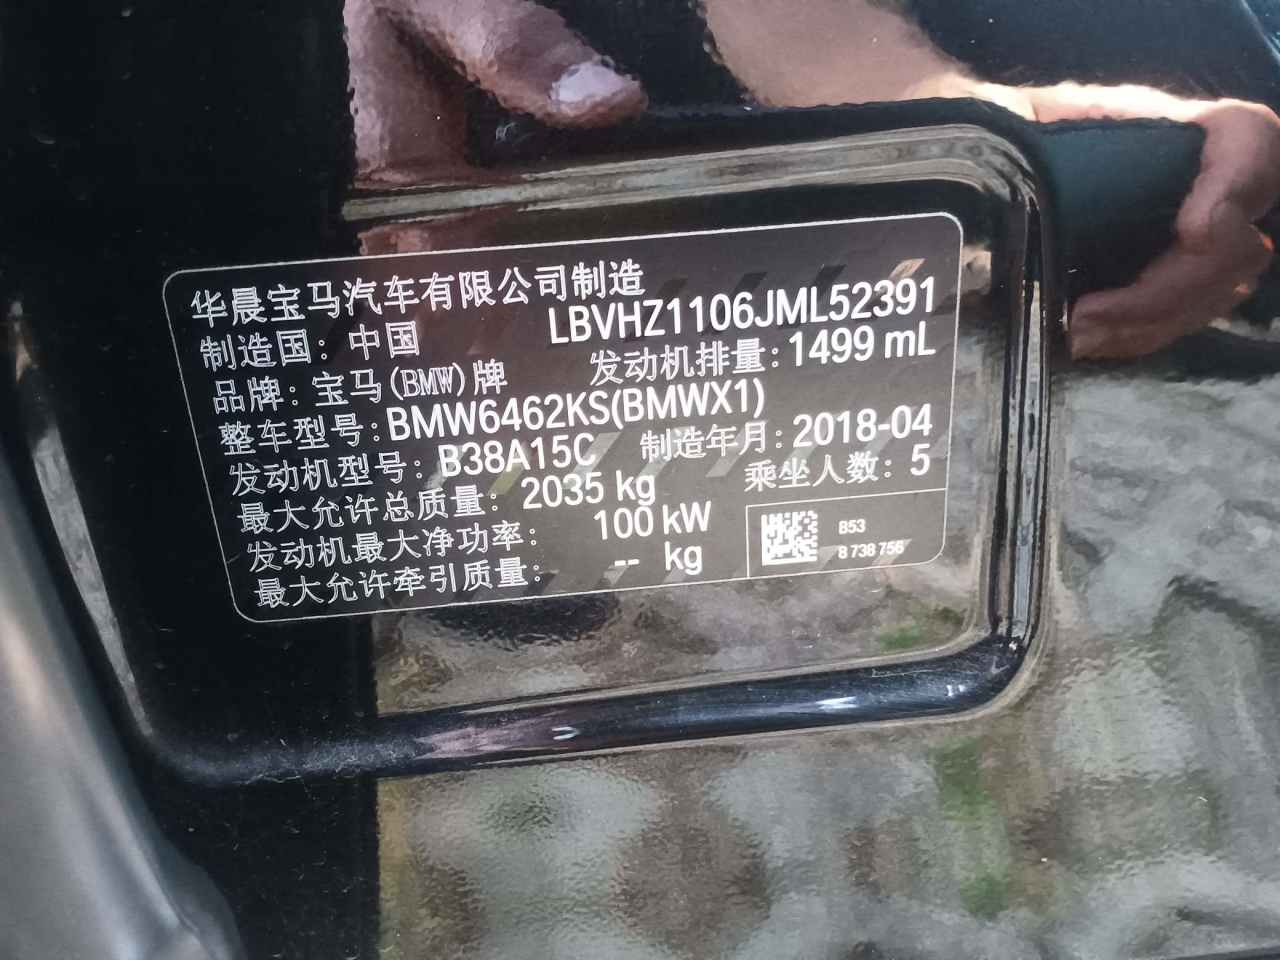 华晨宝马汽车有限公司制造
LBVHZ1106JML52391
制造国：中国
发动机排量：1499 mL
品牌：宝马(BMW)牌
整车型号：BMW6462KS(BMWX1)
发动机型号：B38A15C 制造年月：2018-04
最大允许总质量：2035 kg 乘坐人数：5
发动机最大净功率：100 kW
最大允许牵引质量：-- kg
B53
8 738 756